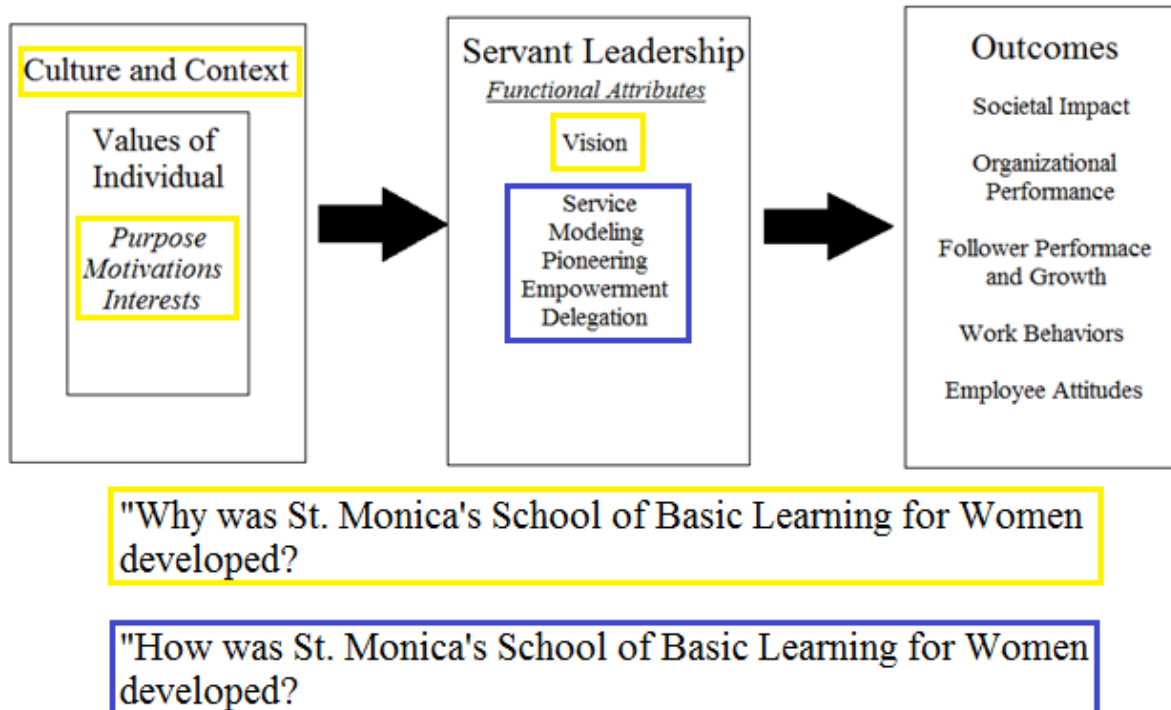 Culture and Context
Values of
Individual
Purpose
Motivations
Interests
Servant Leadership
Functional Attributes
Vision
Service
Modeling
Pioneering
Empowerment
Delegation
Outcomes
Societal Impact
Organizational
Performance
Follower Performace
and Growth
Work Behaviors
Employee Attitudes
"Why was St. Monica's School of Basic Learning for Women
developed?
"How was St. Monica's School of Basic Learning for Women
developed?